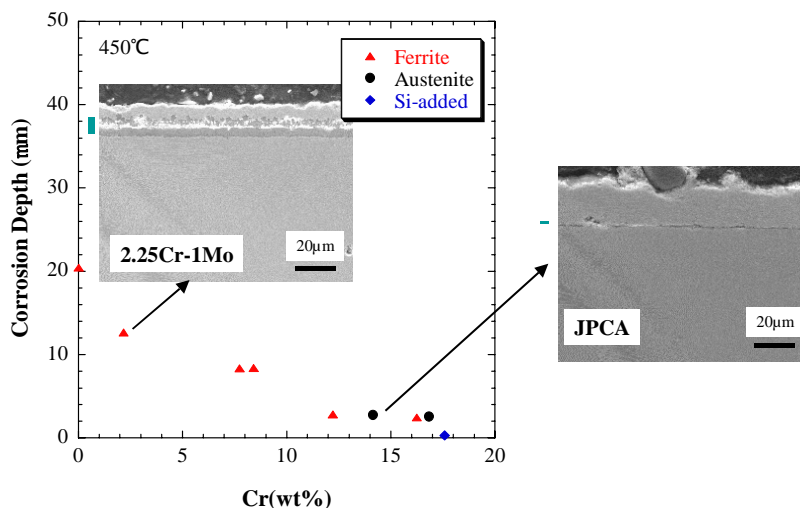 50
40
30
20
10
0
Corrosion Depth (mm)
450℃
Ferrite
Austenite
Si-added
2.25Cr-1Mo
20μm
JPCA
20μm
0
5
10
15
20
Cr(wt%)